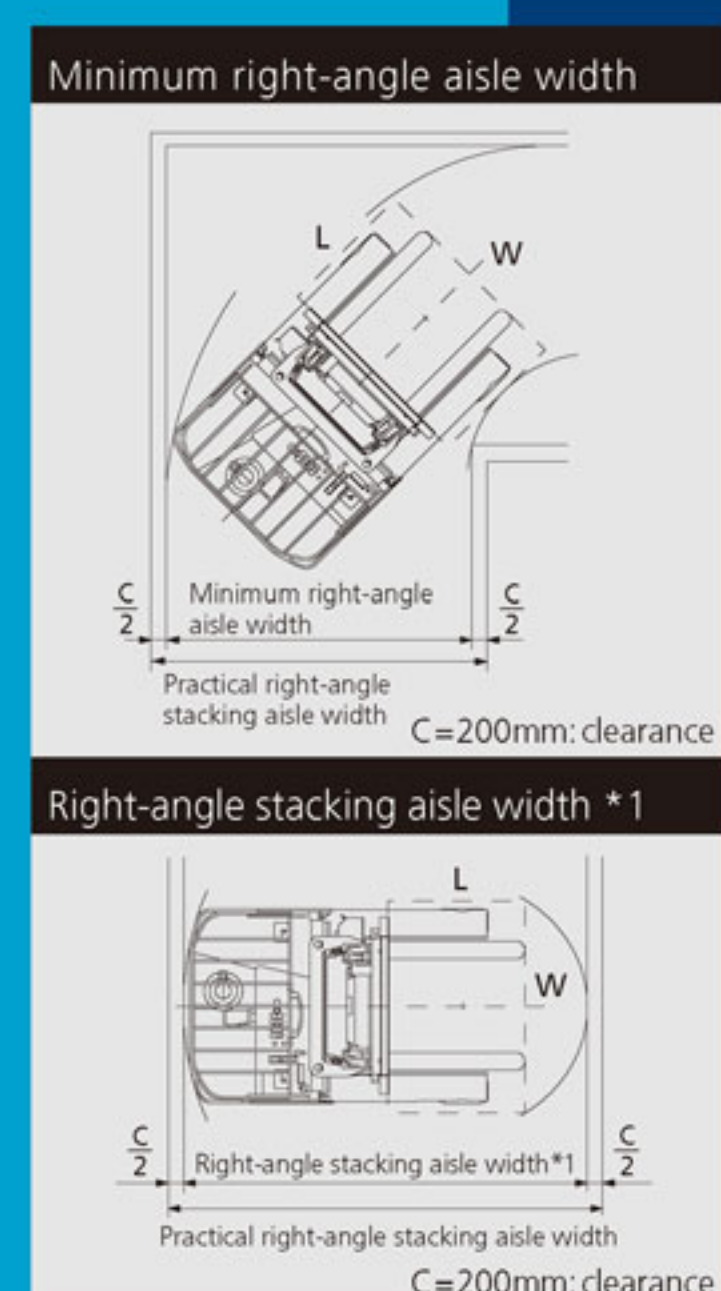 Minimum right-angle aisle width
L
W
C
2
Minimum right-angle
aisle width
C
2
Practical right-angle
stacking aisle width
C=200mm: clearance
Right-angle stacking aisle width *1
L
W
C
2
Right-angle stacking aisle width*1
C
2
Practical right-angle stacking aisle width
C=200mm: clearance